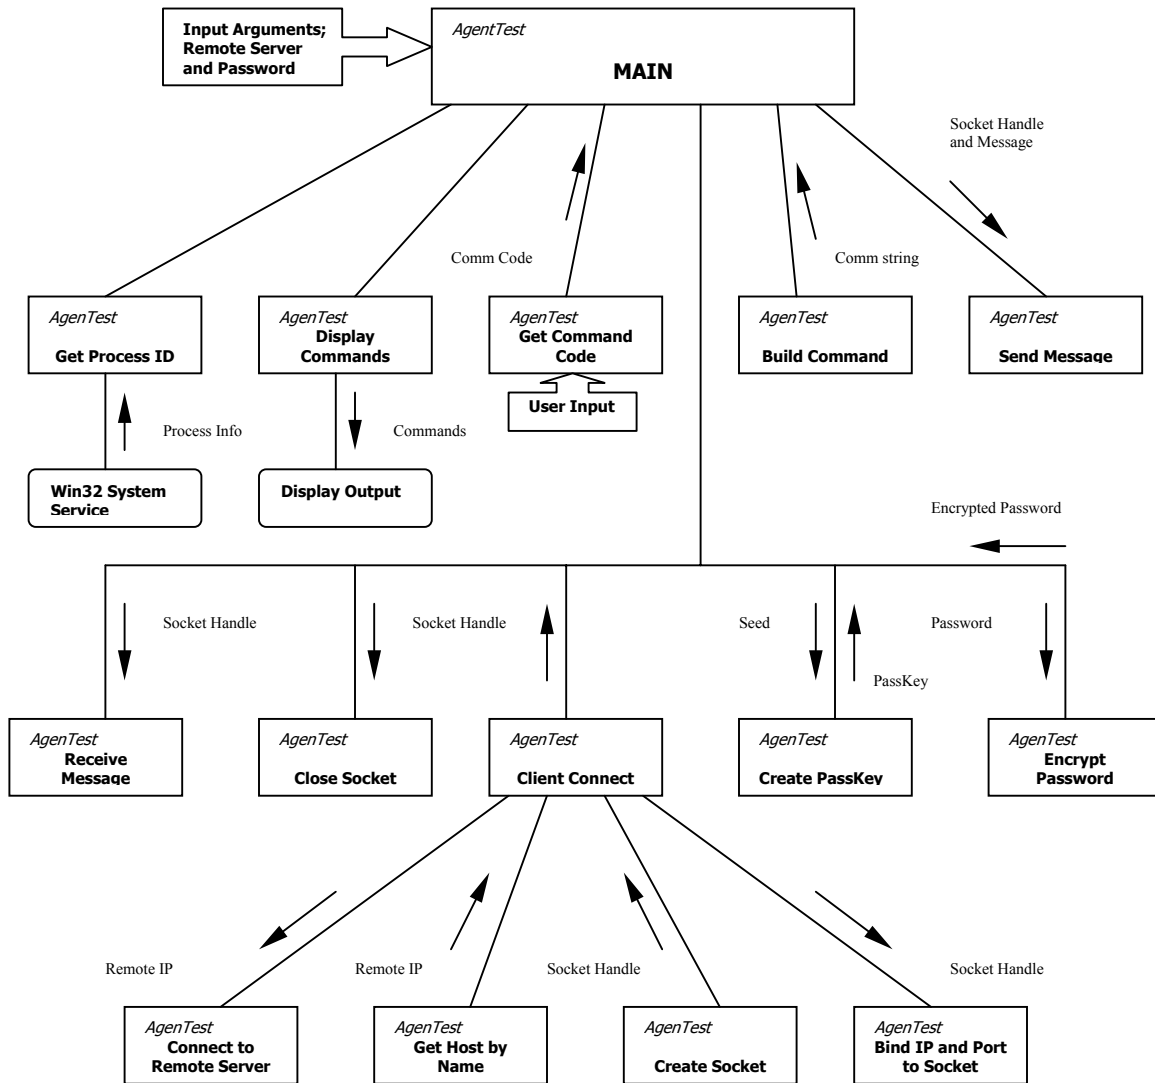 Input Arguments;
Remote Server
and Password
AgentTest
MAIN
Socket Handle
and Message
Comm Code
Comm string
AgenTest
Get Process ID
AgenTest
Display
Commands
AgenTest
Get Command
Code
AgenTest
Build Command
AgenTest
Send Message
User Input
Process Info
Commands
Win32 System
Service
Display Output
Encrypted Password
Socket Handle
Socket Handle
Seed
Password
PassKey
AgenTest
Receive
Message
AgenTest
Close Socket
AgenTest
Client Connect
AgenTest
Create PassKey
AgenTest
Encrypt
Password
Remote IP
Remote IP
Socket Handle
Socket Handle
AgenTest
Connect to
Remote Server
AgenTest
Get Host by
Name
AgenTest
Create Socket
AgenTest
Bind IP and Port
to Socket